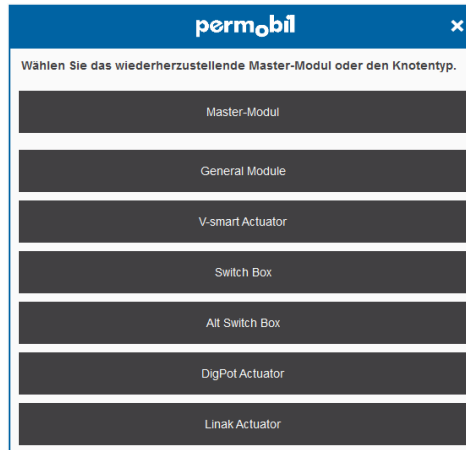 permobil
Wählen Sie das wiederherzustellende Master-Modul oder den Knotentyp.
Master-Modul
General Module
V-smart Actuator
Switch Box
Alt Switch Box
DigPot Actuator
Linak Actuator